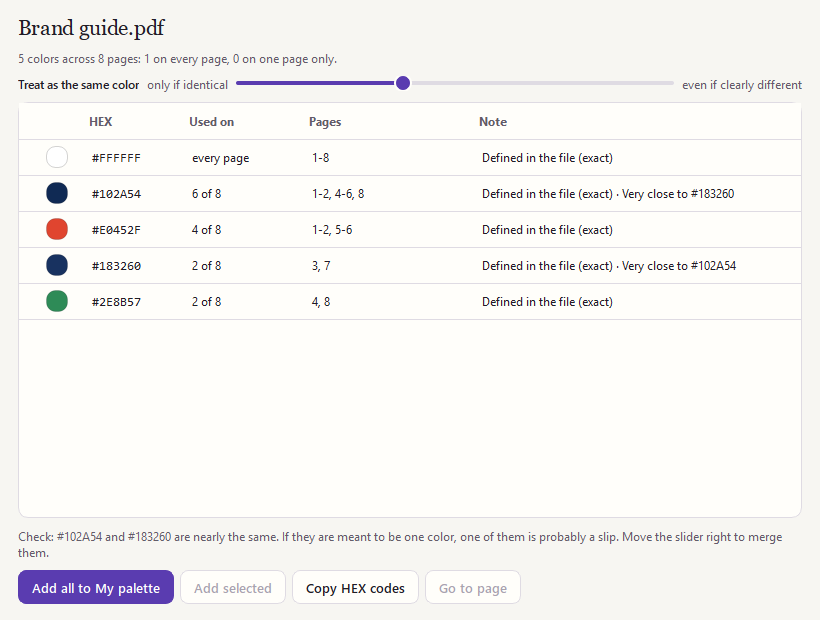 Brand guide.pdf
5 colors across 8 pages: 1 on every page, 0 on one page only.
Treat as the same color only if identical even if clearly different
HEX Used on Pages Note
#FFFFFF every page 1-8 Defined in the file (exact)
#102A54 6 of 8 1-2, 4-6, 8 Defined in the file (exact) · Very close to #183260
#E0452F 4 of 8 1-2, 5-6 Defined in the file (exact)
#183260 2 of 8 3, 7 Defined in the file (exact) · Very close to #102A54
#2E8B57 2 of 8 4, 8 Defined in the file (exact)
Check: #102A54 and #183260 are nearly the same. If they are meant to be one color, one of them is probably a slip. Move the slider right to merge
them.
Add all to My palette Add selected Copy HEX codes Go to page